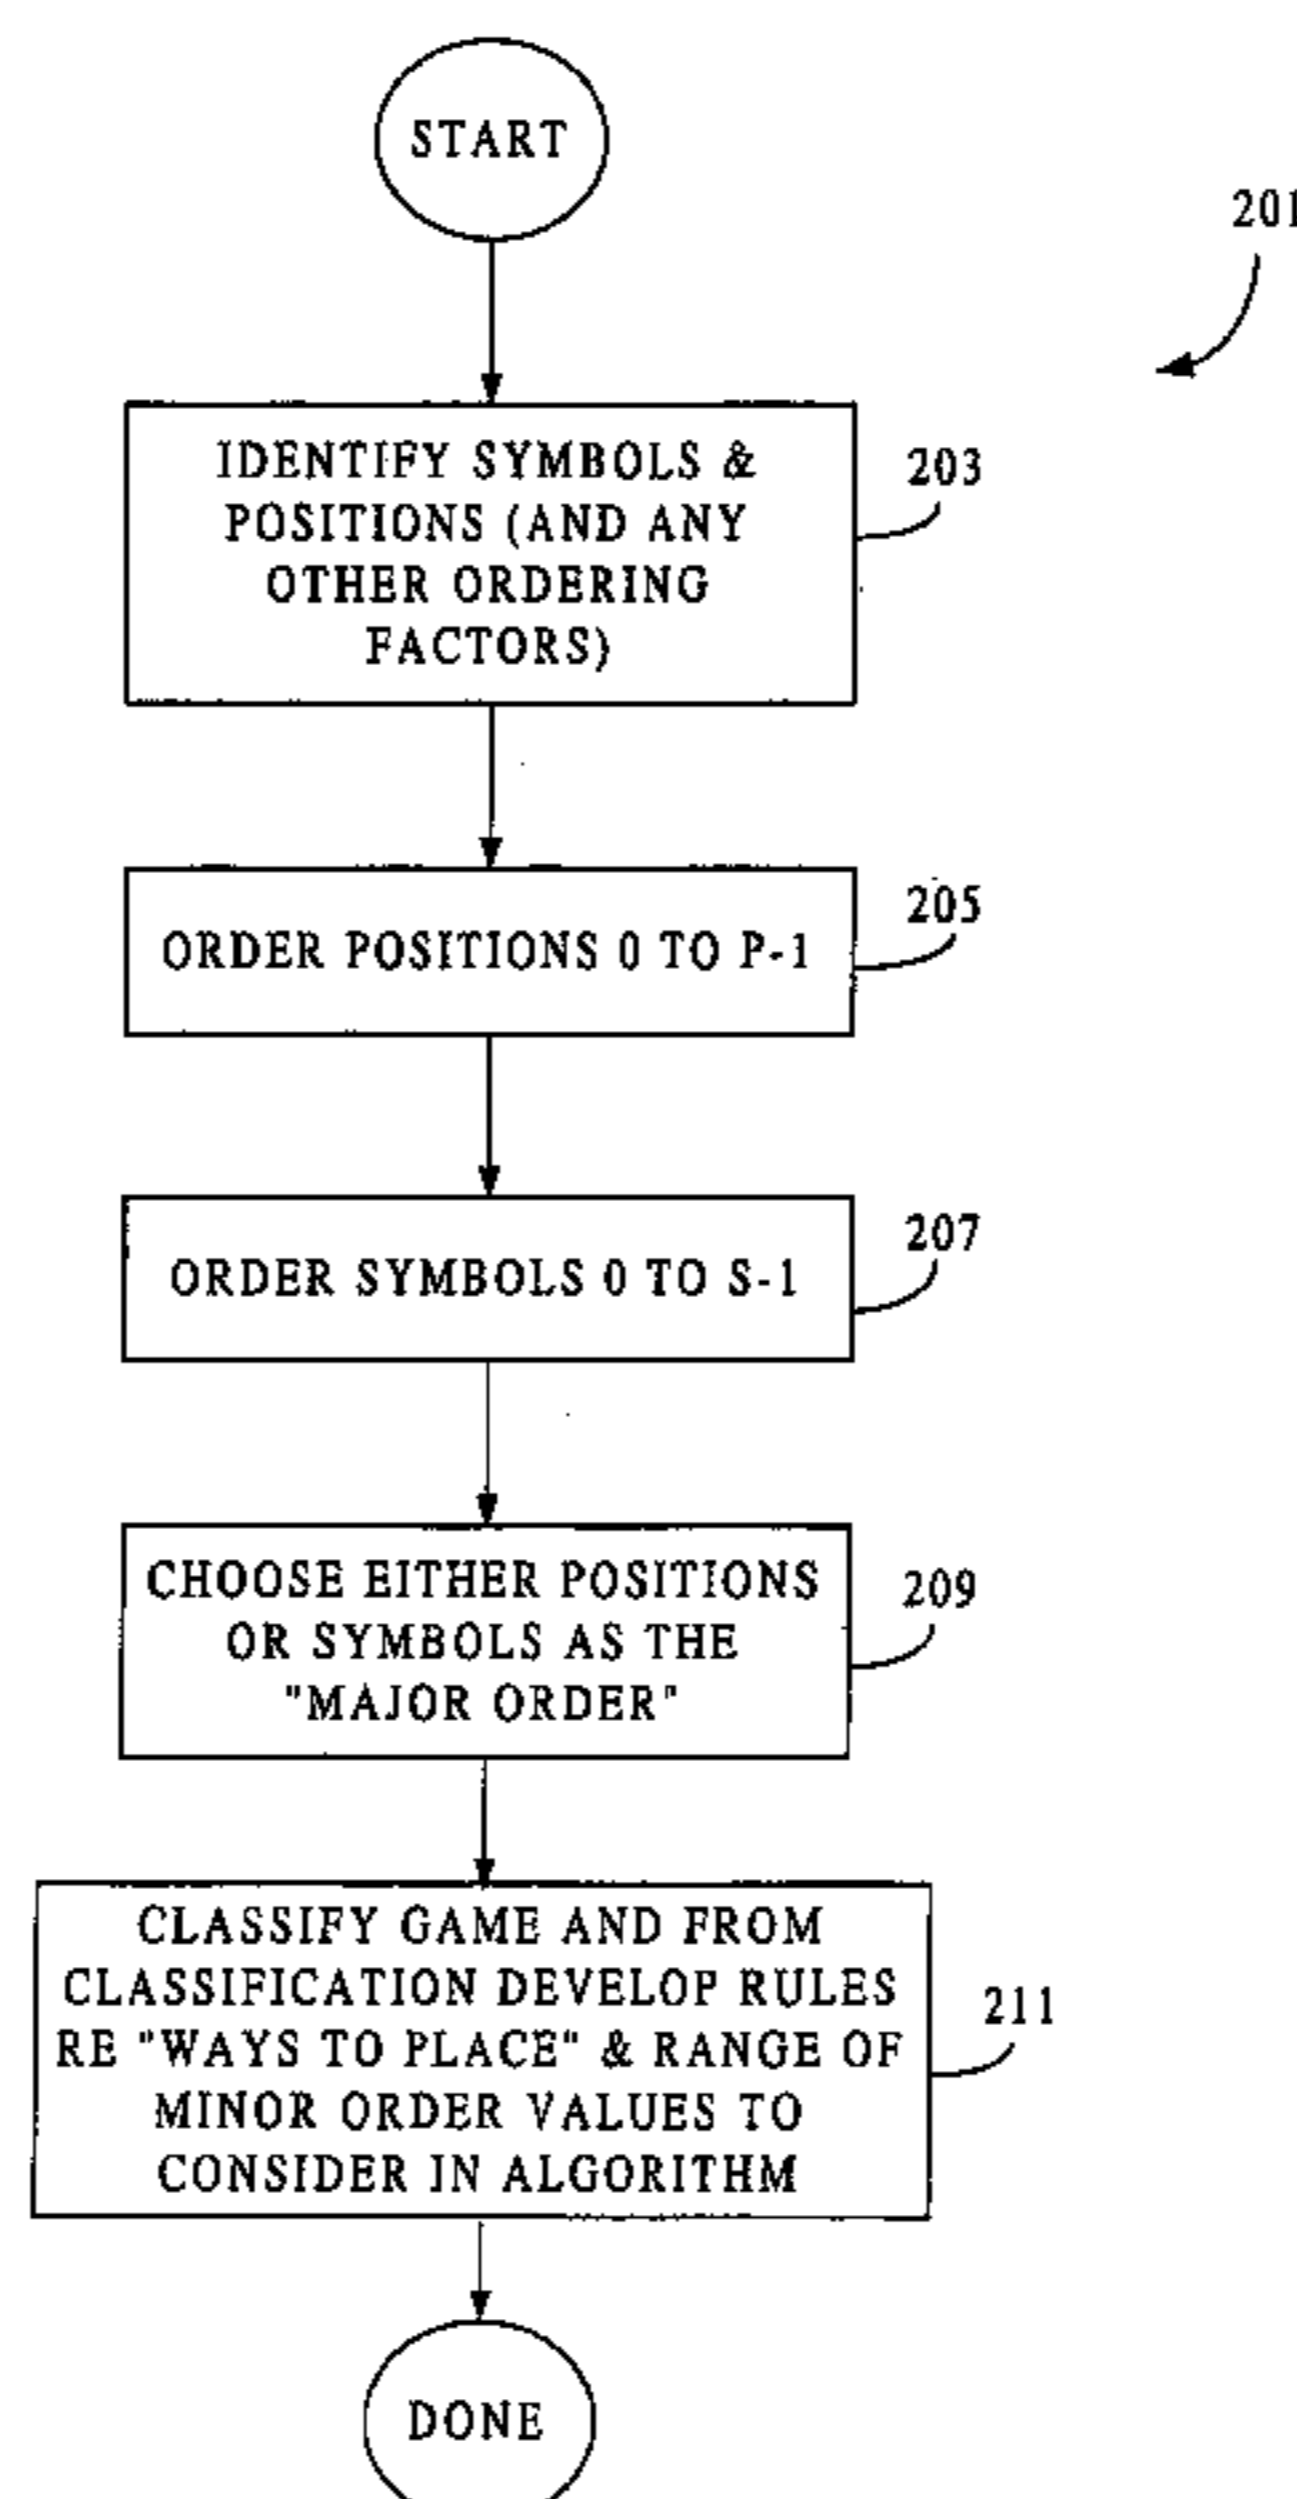 START
201
IDENTIFY SYMBOLS &
POSITIONS (AND ANY
OTHER ORDERING
FACTORS)
203
ORDER POSITIONS 0 TO P-1
205
ORDER SYMBOLS 0 TO S-1
207
CHOOSE EITHER POSITIONS
OR SYMBOLS AS THE
"MAJOR ORDER"
209
CLASSIFY GAME AND FROM
CLASSIFICATION DEVELOP RULES
RE "WAYS TO PLACE" & RANGE OF
MINOR ORDER VALUES TO
CONSIDER IN ALGORITHM
211
DONE